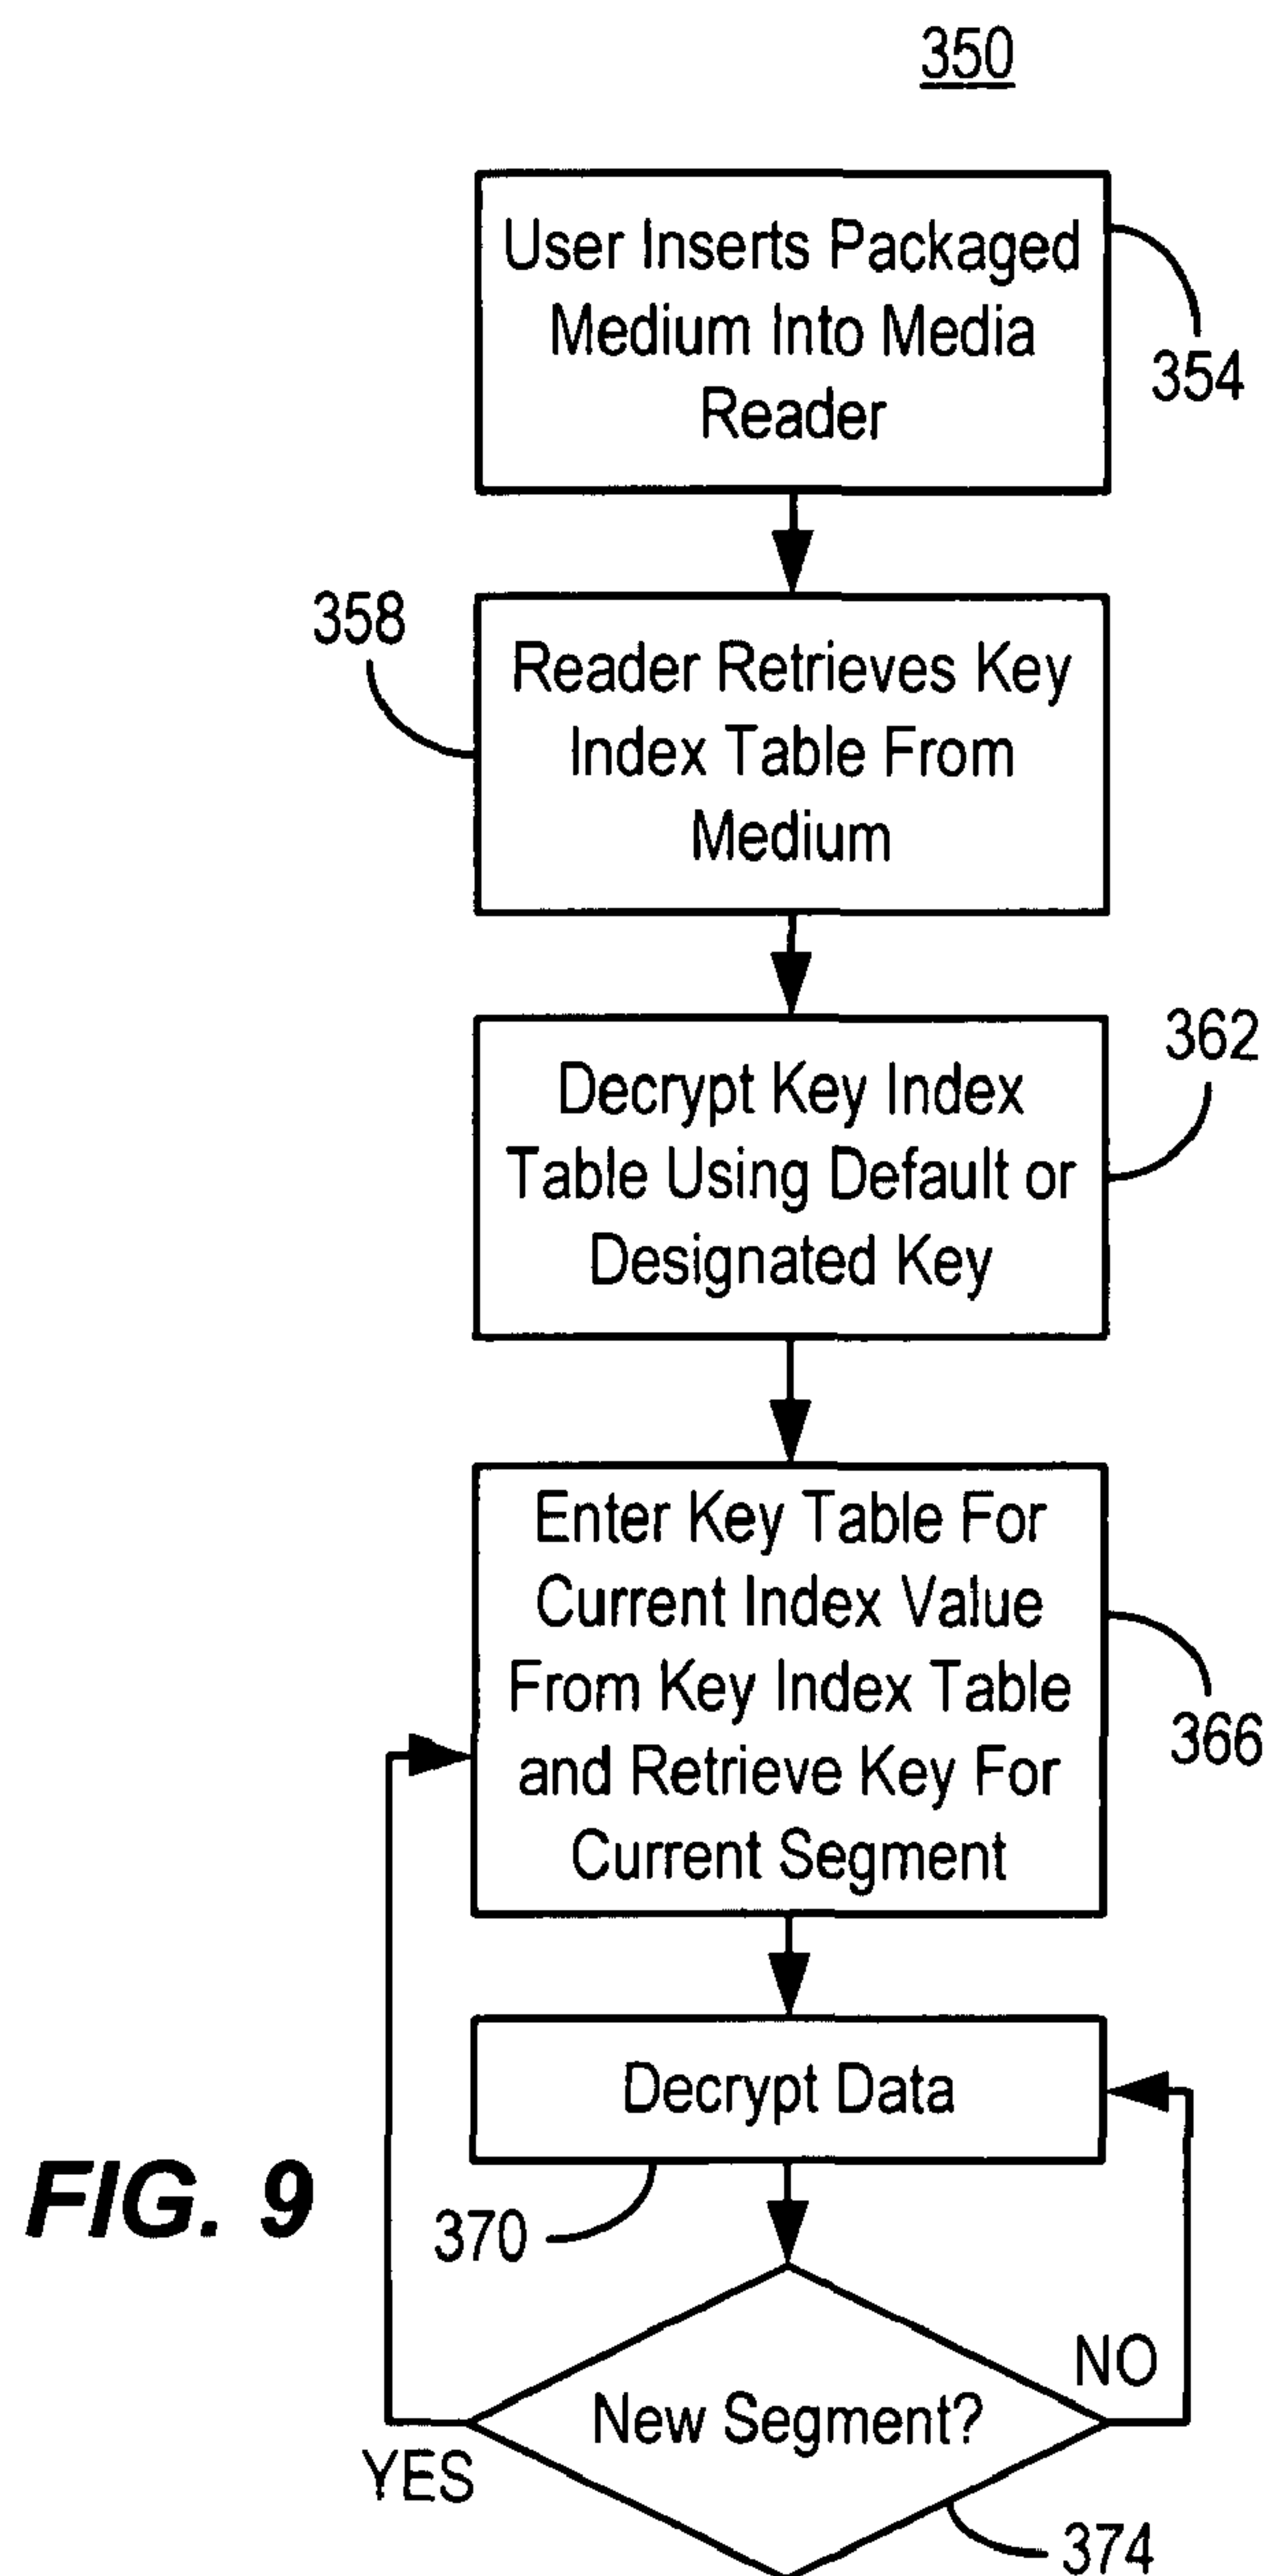 350
User Inserts Packaged
Medium Into Media
Reader
354
358
Reader Retrieves Key
Index Table From
Medium
362
Decrypt Key Index
Table Using Default or
Designated Key
Enter Key Table For
Current Index Value
From Key Index Table
and Retrieve Key For
Current Segment
366
Decrypt Data
FIG. 9
370
NO
New Segment?
YES
374